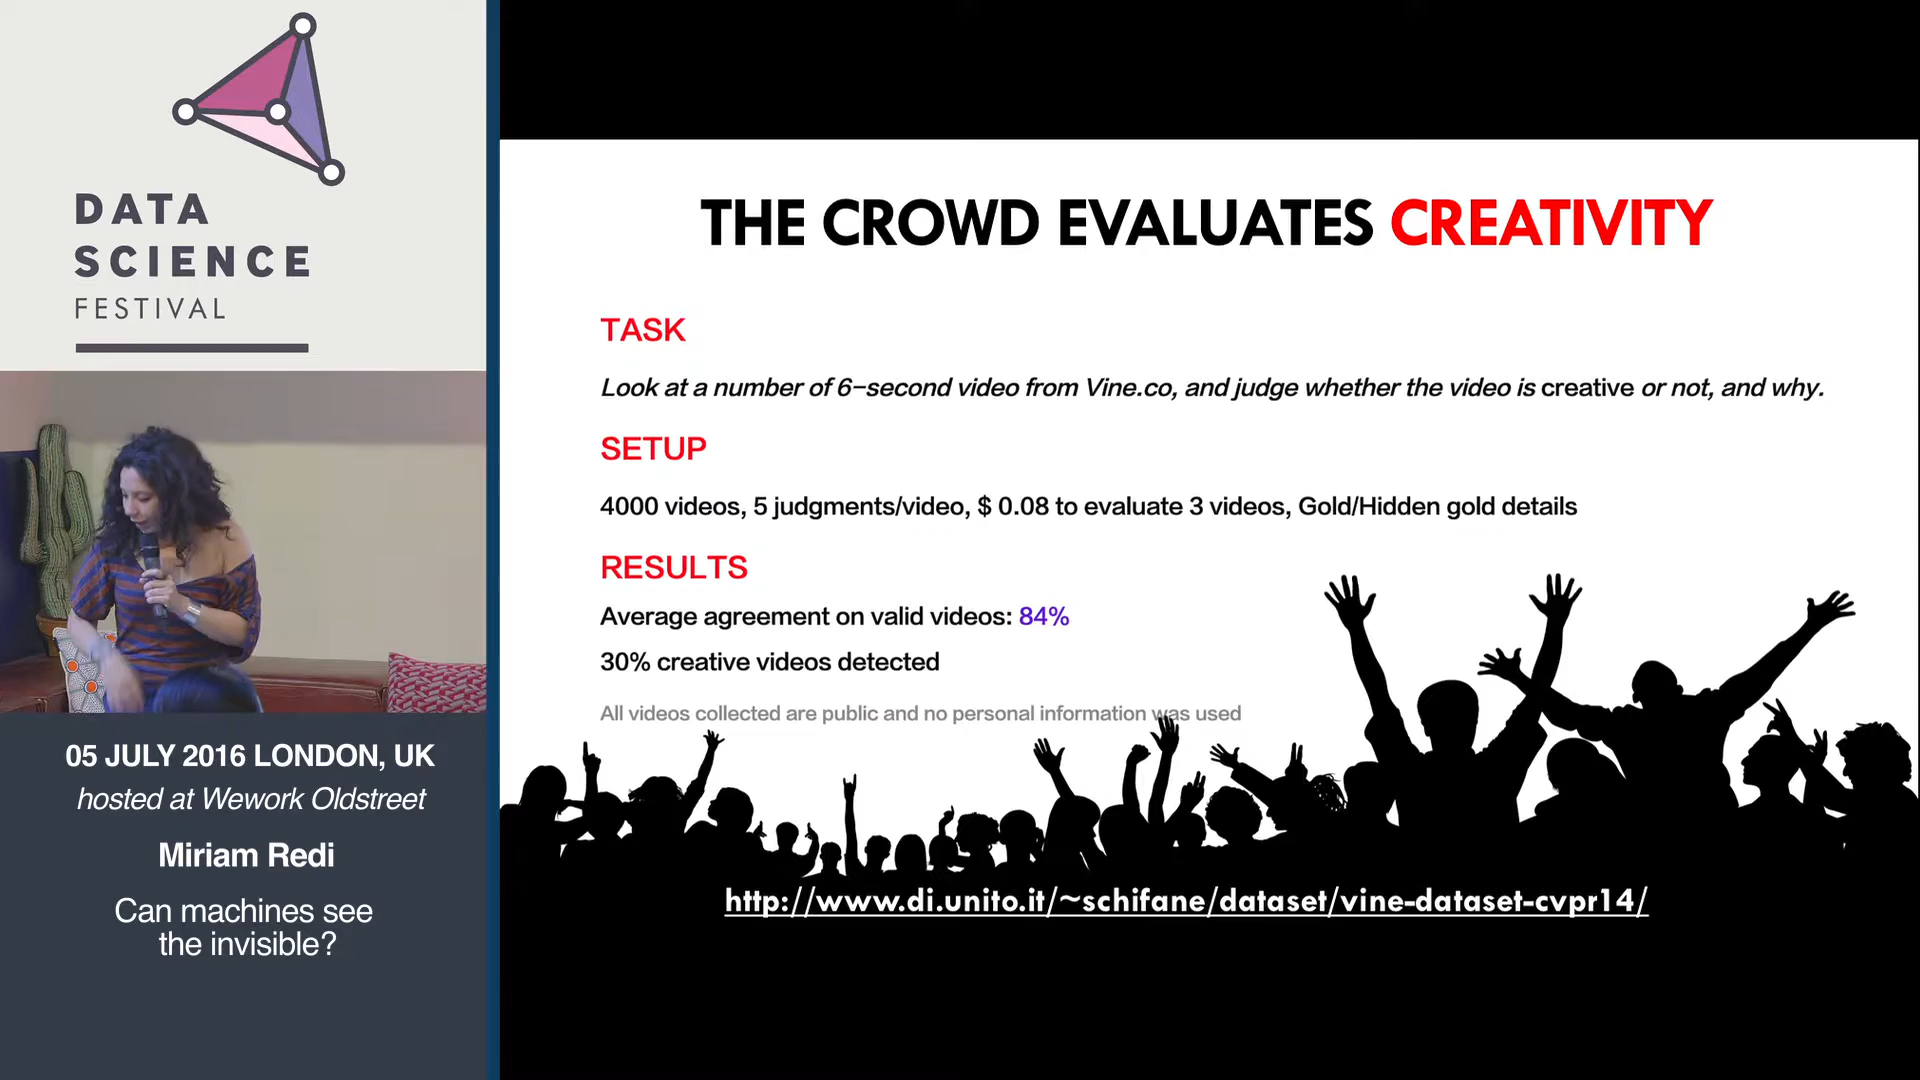 DATA
SCIENCE
FESTIVAL
05 JULY 2016 LONDON, UK
hosted at Wework Oldstreet
Miriam Redi
Can machines see
the invisible?
THE CROWD EVALUATES CREATIVITY
TASK
Look at a number of 6-second video from Vine.co, and judge whether the video is creative or not, and why.
SETUP
4000 videos, 5 judgments/video, $ 0.08 to evaluate 3 videos, Gold/Hidden gold details
RESULTS
Average agreement on valid videos: 84%
30% creative videos detected
All videos collected are public and no personal information was used
http://www.di.unito.it/~schifane/dataset/vine-dataset-cvpr14/